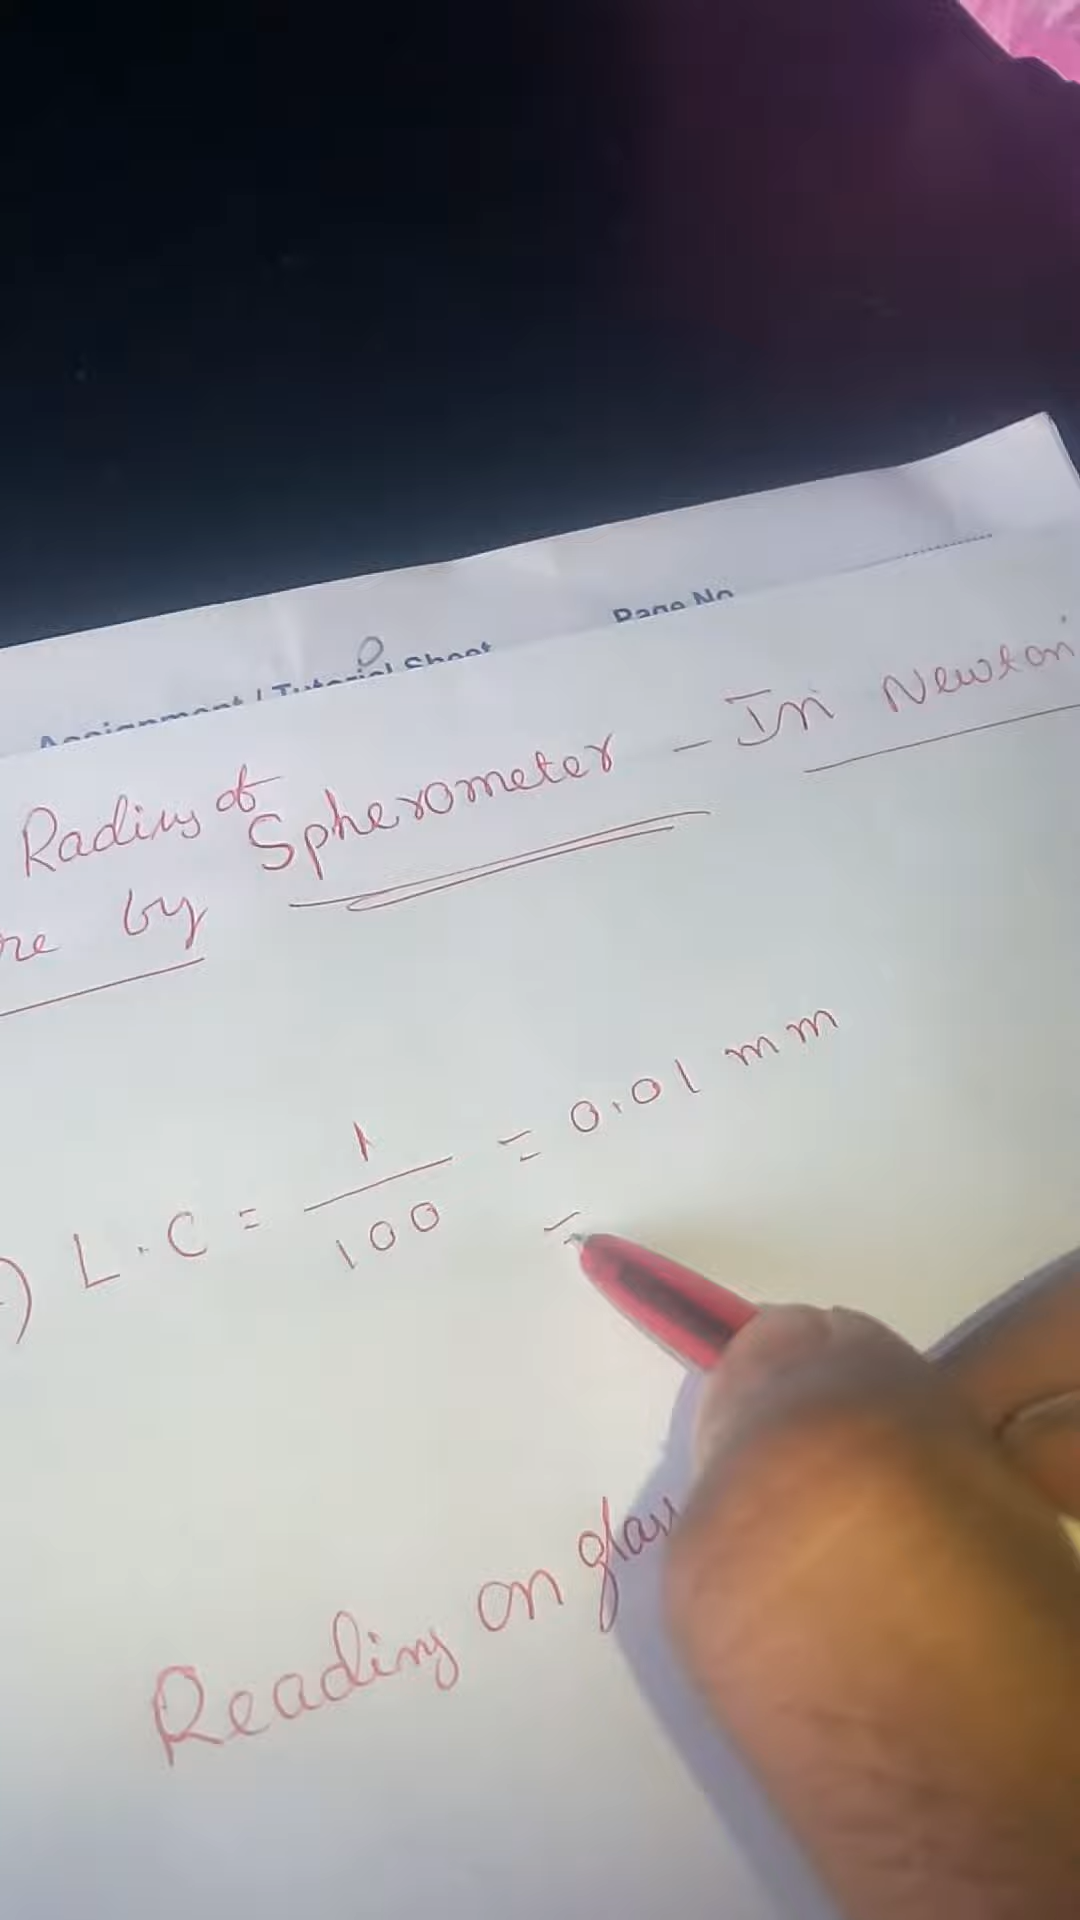 Assignment / Tutorial Sheet Page No
Radius of
re by Spherometer - In Newton'
) L.C = 1/100 = 0.01 mm
=
Reading on glass